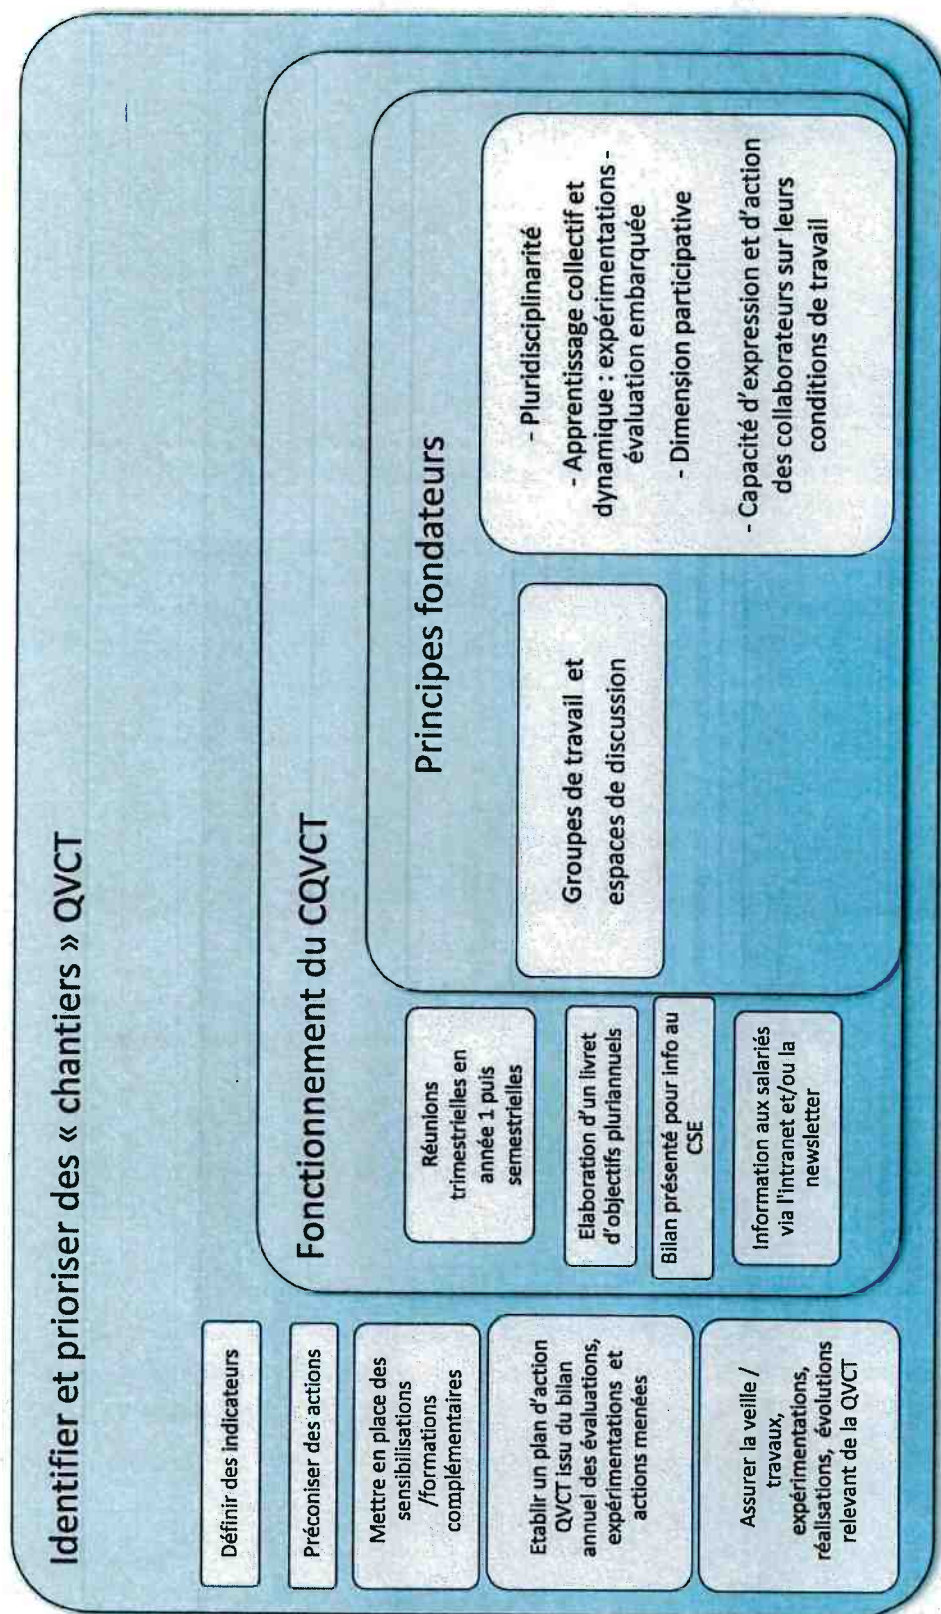 Identifier et prioriser des « chantiers » QVCT
Définir des indicateurs
Préconiser des actions
Mettre en place des
sensibilisations
/formations
complémentaires
Etablir un plan d'action
QVCT issu du bilan
annuel des évaluations,
expérimentations et
actions menées
Assurer la veille /
travaux,
expérimentations,
réalisations, évolutions
relevant de la QVCT
Fonctionnement du CQVCT
Réunions
trimestrielles en
année 1 puis
semestrielles
Elaboration d'un livret
d'objectifs pluriannuels
Bilan présenté pour info au
CSE
Information aux salariés
via l'intranet et/ou la
newsletter
Principes fondateurs
Groupes de travail et
espaces de discussion
- Pluridisciplinarité
- Apprentissage collectif et
dynamique : expérimentations -
évaluation embarquée
- Dimension participative
- Capacité d'expression et d'action
des collaborateurs sur leurs
conditions de travail